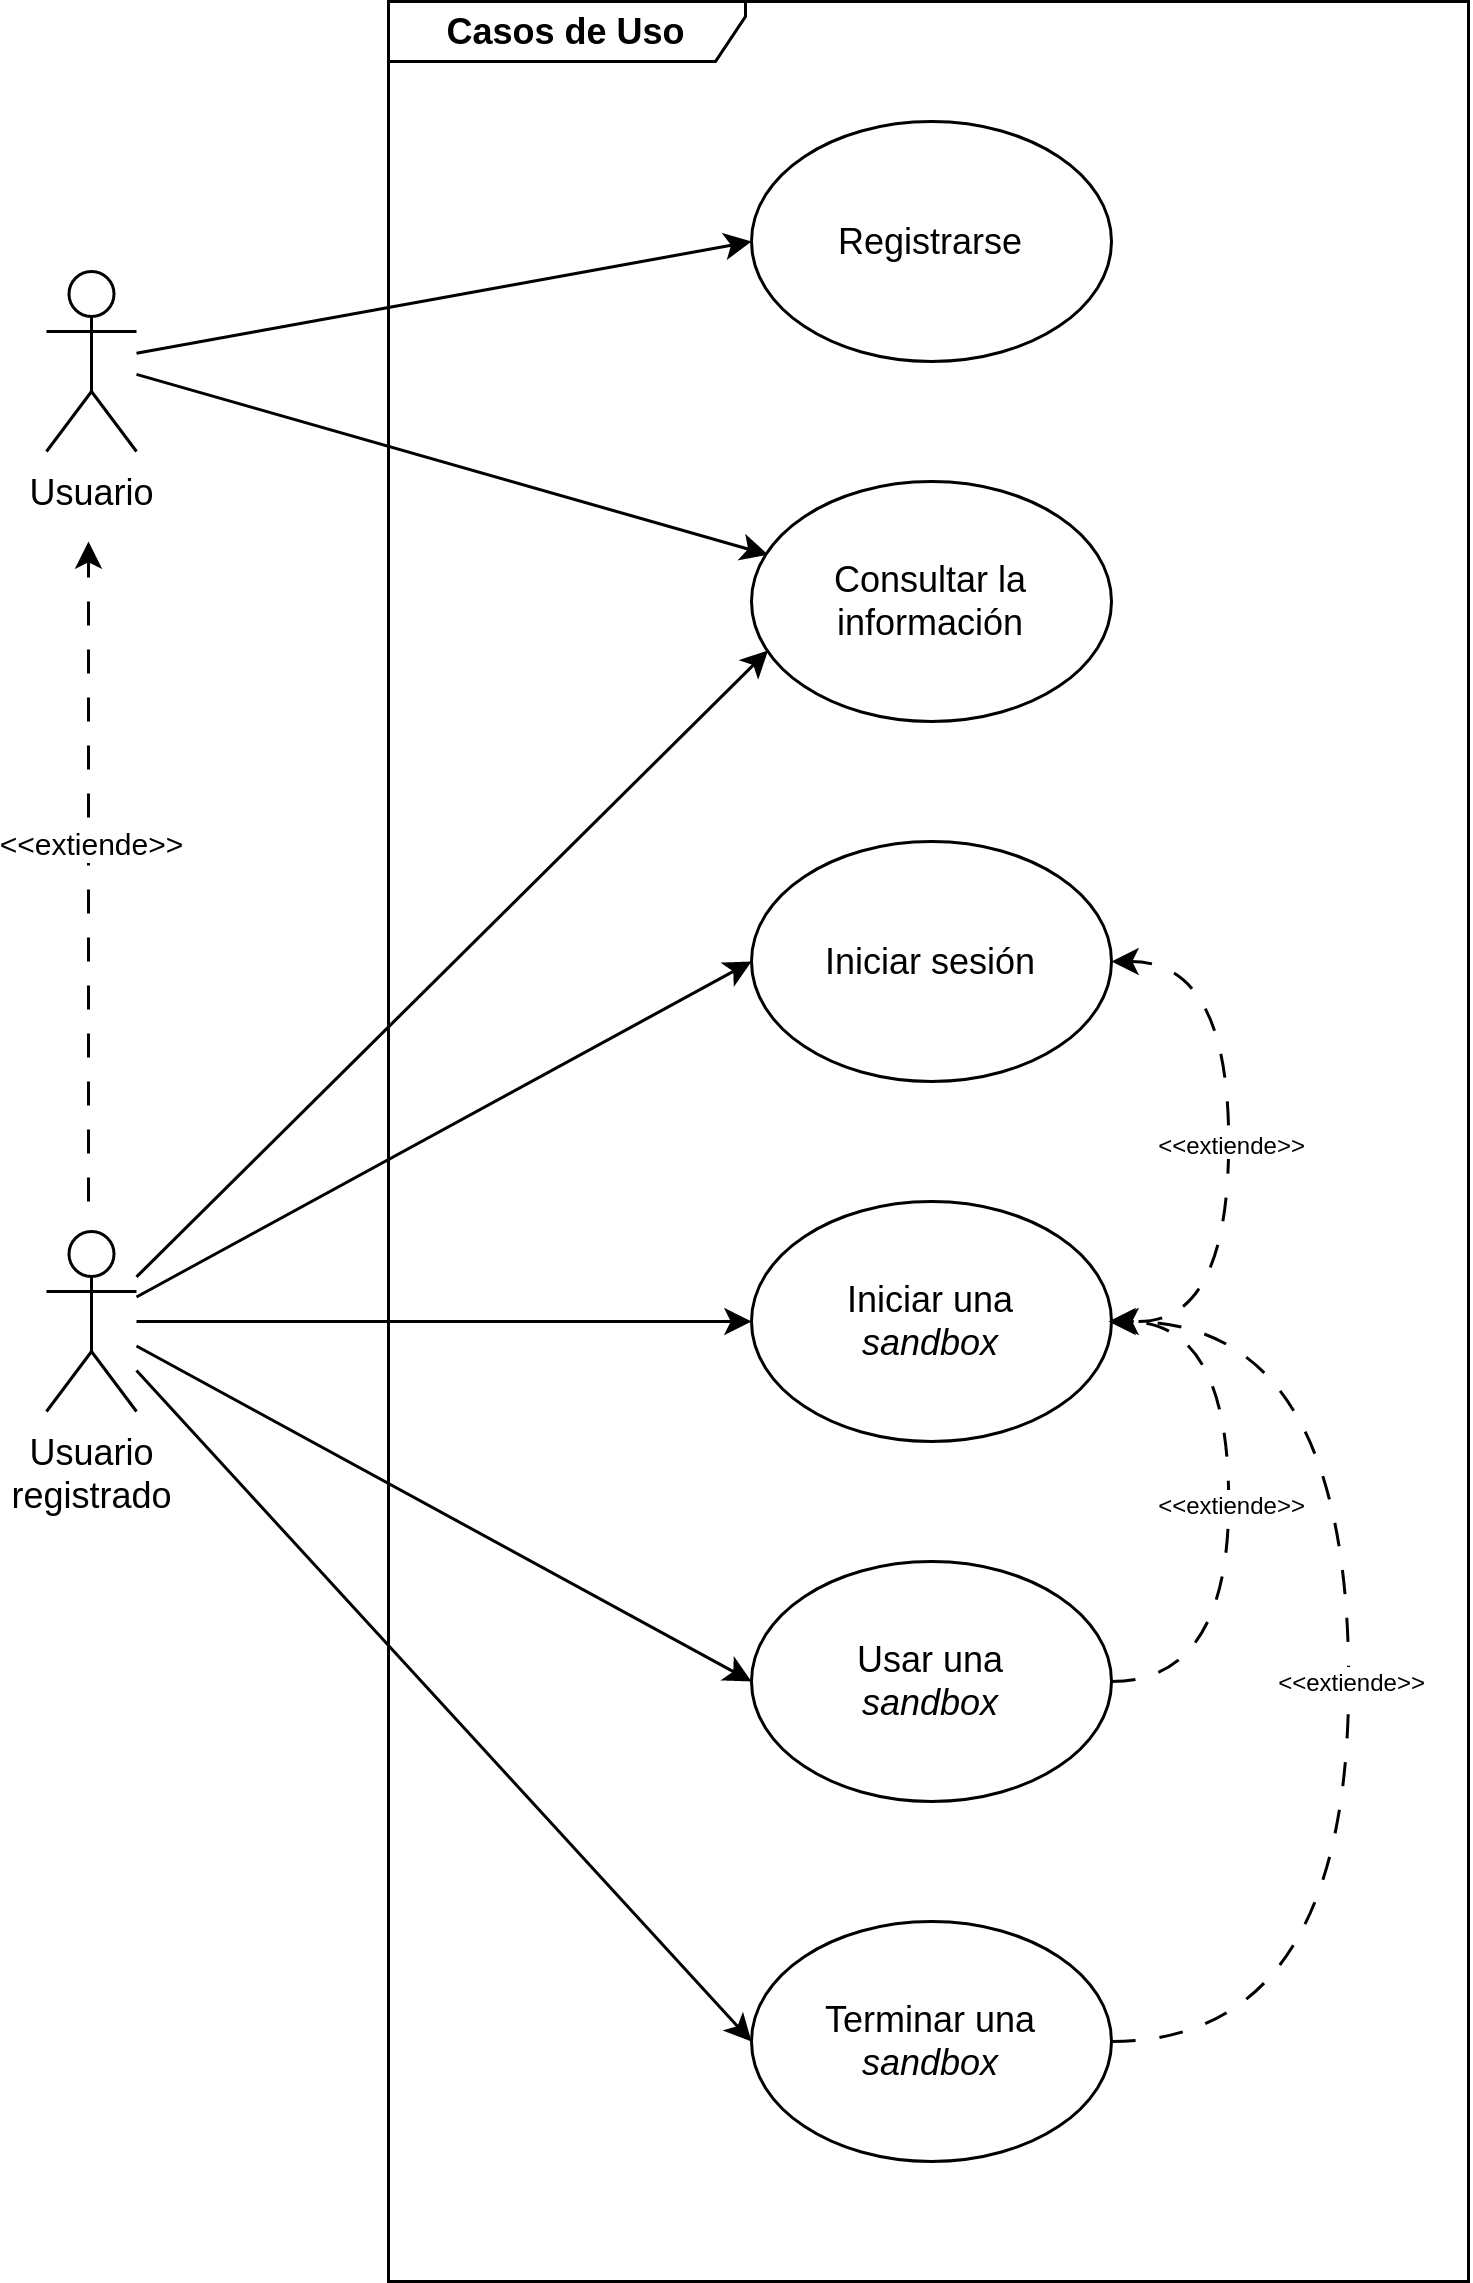 Casos de Uso
Registrarse
Usuario
Consultar la
información
<<extiende>>
Iniciar sesión
<<extiende>>
Iniciar una
sandbox
Usuario
registrado
<<extiende>>
Usar una
sandbox
<<extiende>>
Terminar una
sandbox